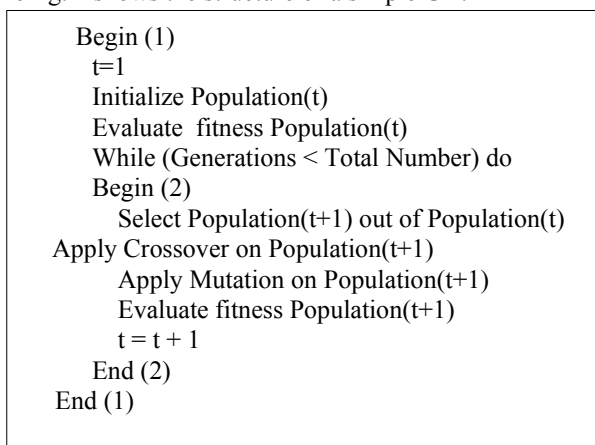 Begin (1)
t=1
Initialize Population(t)
Evaluate fitness Population(t)
While (Generations < Total Number) do
Begin (2)
Select Population(t+1) out of Population(t)
Apply Crossover on Population(t+1)
Apply Mutation on Population(t+1)
Evaluate fitness Population(t+1)
t = t + 1
End (2)
End (1)